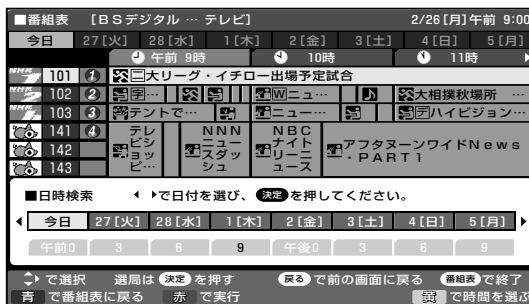 ■番組表 [BSデジタル … テレビ] 2/26[月]午前 9:00
今日 27[火] 28[水] 1[木] 2[金] 3[土] 4[日] 5[月]
午前 9時 10時 11時
NHK 101 1 二大リーグ・イチロー出場予定試合
NHK 102 2 字… W ニュ… 大相撲秋場所 …
NHK 103 3 テントで… ニュー… デハイビジョン…
141 4 テレビショッピ… NNNニュースダッシュ NBCナイトリーニュース アフタヌーンワイドNews・PART1
142
143
■日時検索 ◀ ▶で日付を選び、決定を押してください。
◀ 今日 27[火] 28[水] 1[木] 2[金] 3[土] 4[日] 5[月] ▶
午前0 3 6 9 午後0 3 6 9
で選択 選局は 決定 を押す 戻る で前の画面に戻る 番組表 で終了
青 で番組表に戻る 赤 で実行 黄 で時間を選ぶ